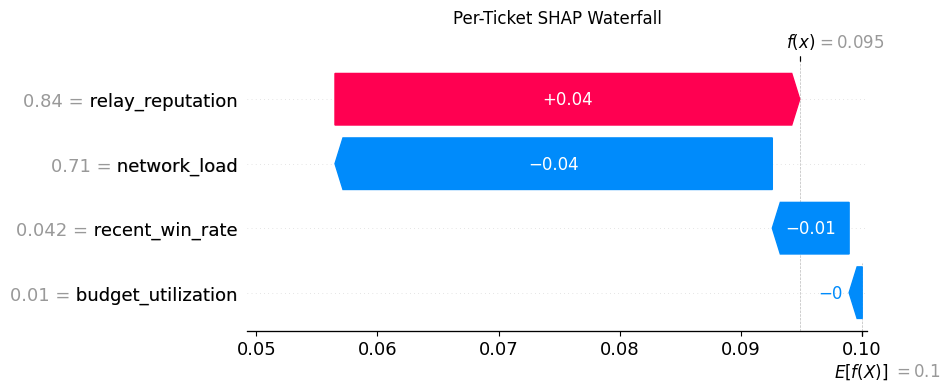 Per-Ticket SHAP Waterfall
f(x) = 0.095
0.84 = relay_reputation
+0.04
0.71 = network_load
−0.04
0.042 = recent_win_rate
−0.01
0.01 = budget_utilization
−0
0.05 0.06 0.07 0.08 0.09 0.10
E[f(X)] = 0.1